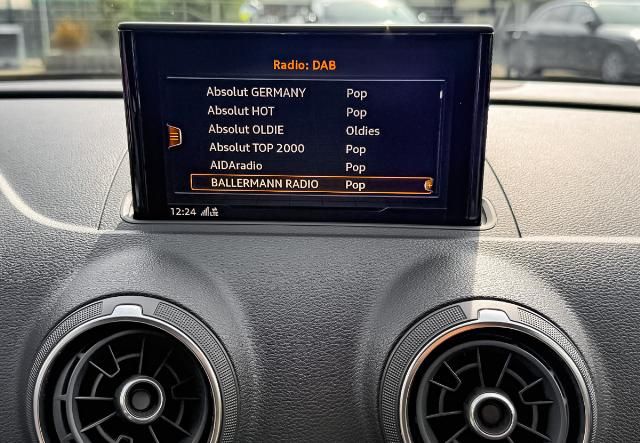 Radio: DAB
Absolut GERMANY Pop
Absolut HOT Pop
Absolut OLDIE Oldies
Absolut TOP 2000 Pop
AIDAradio Pop
BALLERMANN RADIO Pop
12:24